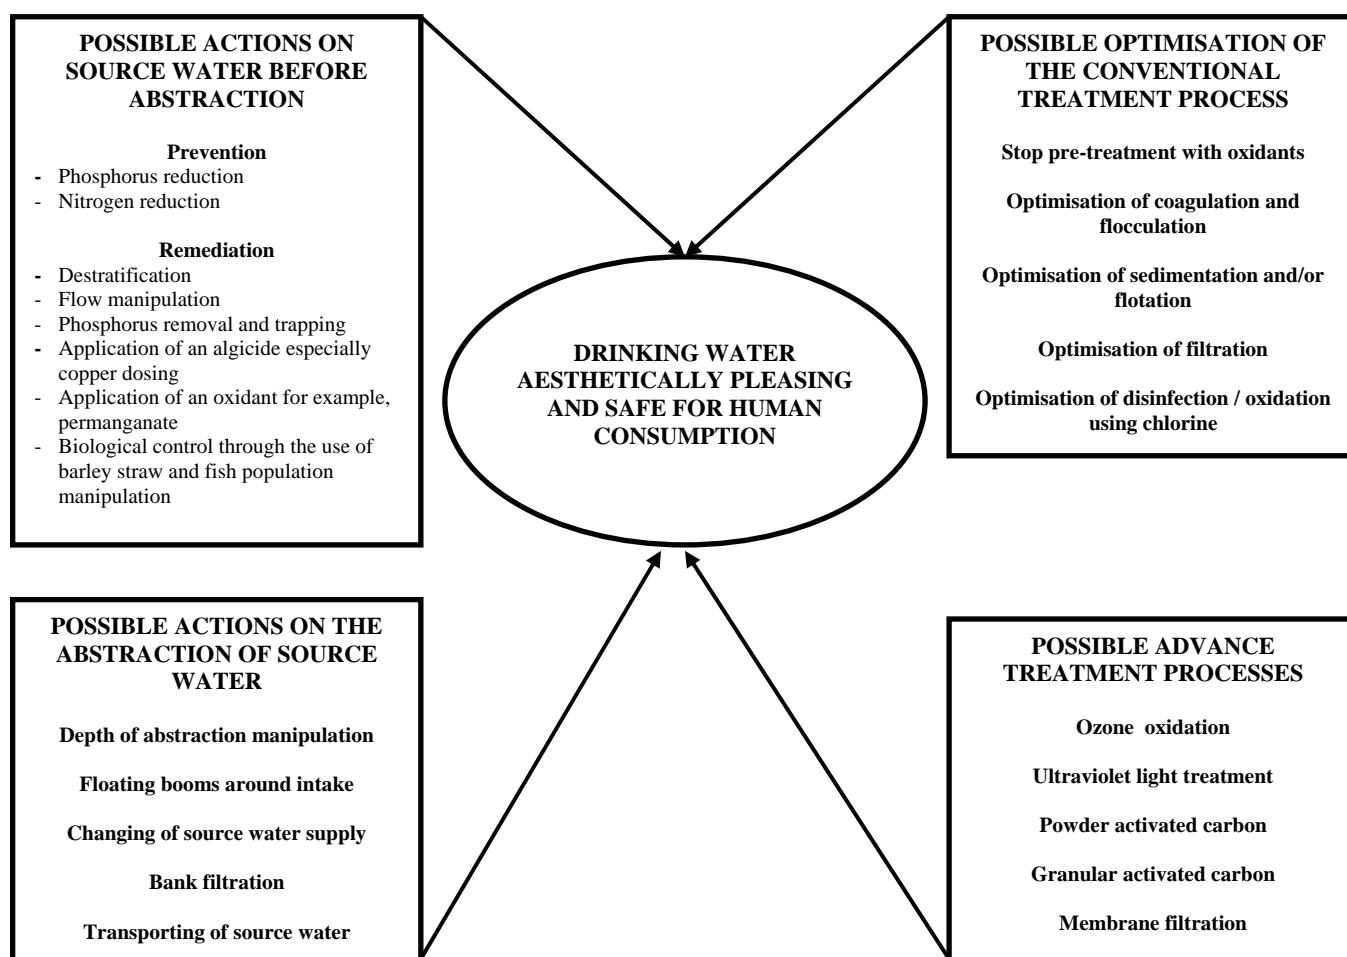 POSSIBLE ACTIONS ON
SOURCE WATER BEFORE
ABSTRACTION
Prevention
- Phosphorus reduction
- Nitrogen reduction
Remediation
- Destratification
- Flow manipulation
- Phosphorus removal and trapping
- Application of an algicide especially
copper dosing
- Application of an oxidant for example,
permanganate
- Biological control through the use of
barley straw and fish population
manipulation
POSSIBLE OPTIMISATION OF
THE CONVENTIONAL
TREATMENT PROCESS
Stop pre-treatment with oxidants
Optimisation of coagulation and
flocculation
Optimisation of sedimentation and/or
flotation
Optimisation of filtration
Optimisation of disinfection / oxidation
using chlorine
DRINKING WATER
AESTHETICALLY PLEASING
AND SAFE FOR HUMAN
CONSUMPTION
POSSIBLE ACTIONS ON THE
ABSTRACTION OF SOURCE
WATER
Depth of abstraction manipulation
Floating booms around intake
Changing of source water supply
Bank filtration
Transporting of source water
POSSIBLE ADVANCE
TREATMENT PROCESSES
Ozone  oxidation
Ultraviolet light treatment
Powder activated carbon
Granular activated carbon
Membrane filtration